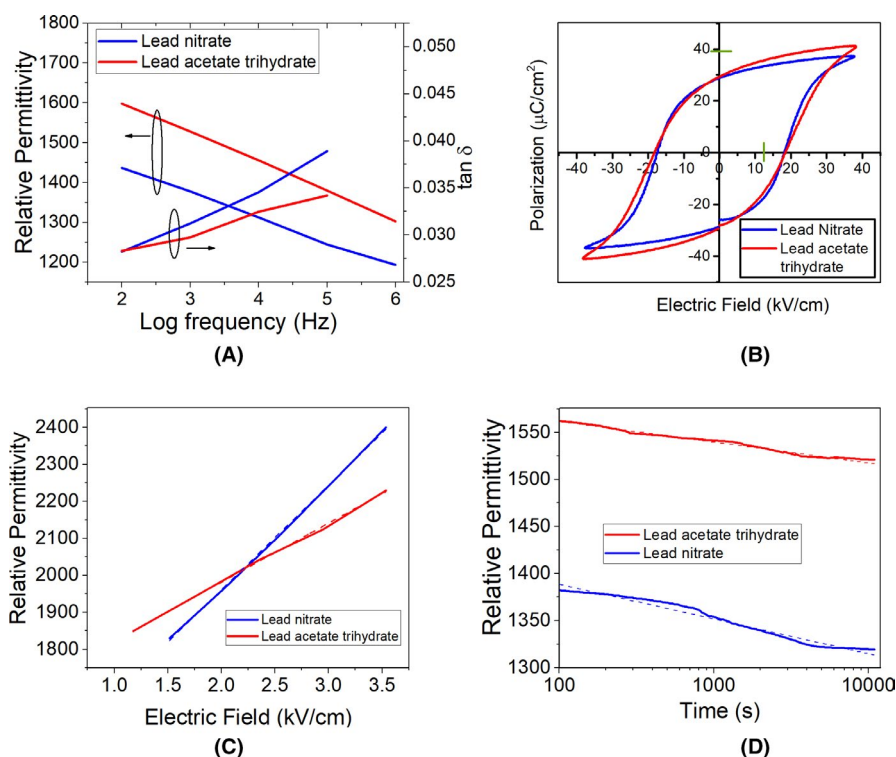 1800
1700
1600
1500
1400
1300
1200
Relative Permittivity
Lead nitrate
Lead acetate trihydrate
0.050
0.045
0.040
0.035
0.030
0.025
tan δ
2 3 4 5 6
Log frequency (Hz)
(A)
40
20
0
-20
-40
Polarization (μC/cm²)
-40 -30 -20 -10 0 10 20 30 40
Lead Nitrate
Lead acetate
trihydrate
Electric Field (kV/cm)
(B)
2400
2300
2200
2100
2000
1900
1800
Relative Permittivity
Lead nitrate
Lead acetate trihydrate
1.0 1.5 2.0 2.5 3.0 3.5
Electric Field (kV/cm)
(C)
1550
1500
1450
1400
1350
1300
Relative Permittivity
Lead acetate trihydrate
Lead nitrate
100 1000 10000
Time (s)
(D)